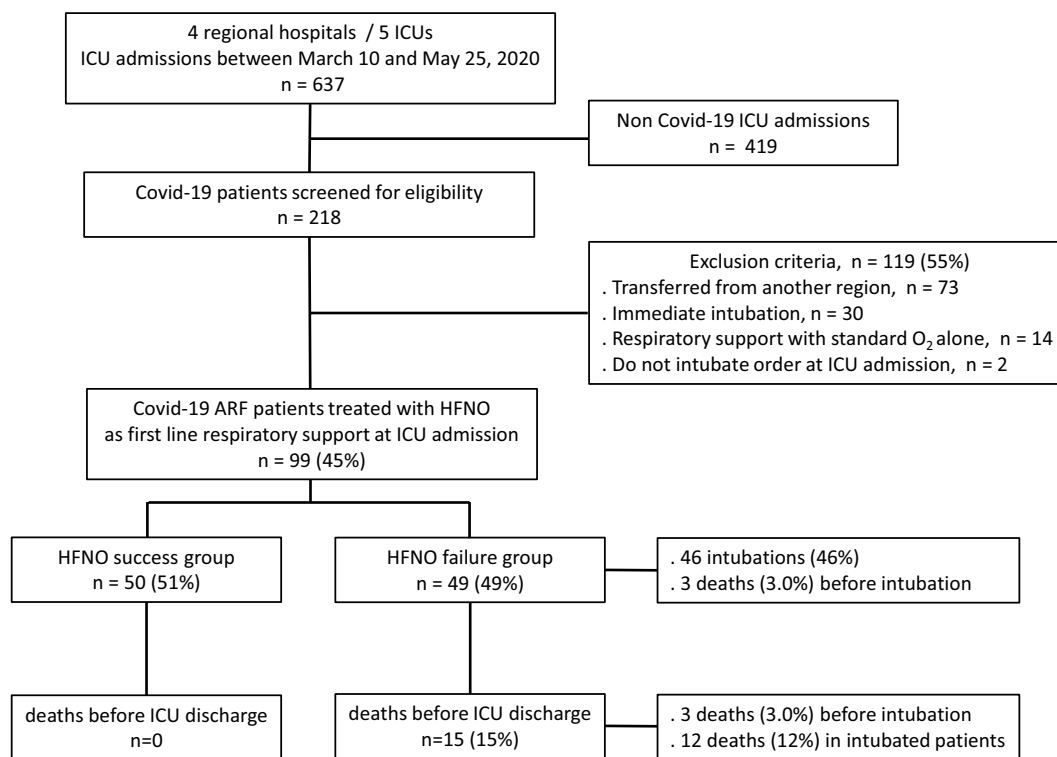 4 regional hospitals / 5 ICUs
ICU admissions between March 10 and May 25, 2020
n = 637
Non Covid-19 ICU admissions
n = 419
Covid-19 patients screened for eligibility
n = 218
Exclusion criteria, n = 119 (55%)
. Transferred from another region, n = 73
. Immediate intubation, n = 30
. Respiratory support with standard O₂ alone, n = 14
. Do not intubate order at ICU admission, n = 2
Covid-19 ARF patients treated with HFNO
as first line respiratory support at ICU admission
n = 99 (45%)
HFNO success group
n = 50 (51%)
HFNO failure group
n = 49 (49%)
. 46 intubations (46%)
. 3 deaths (3.0%) before intubation
deaths before ICU discharge
n=0
deaths before ICU discharge
n=15 (15%)
. 3 deaths (3.0%) before intubation
. 12 deaths (12%) in intubated patients